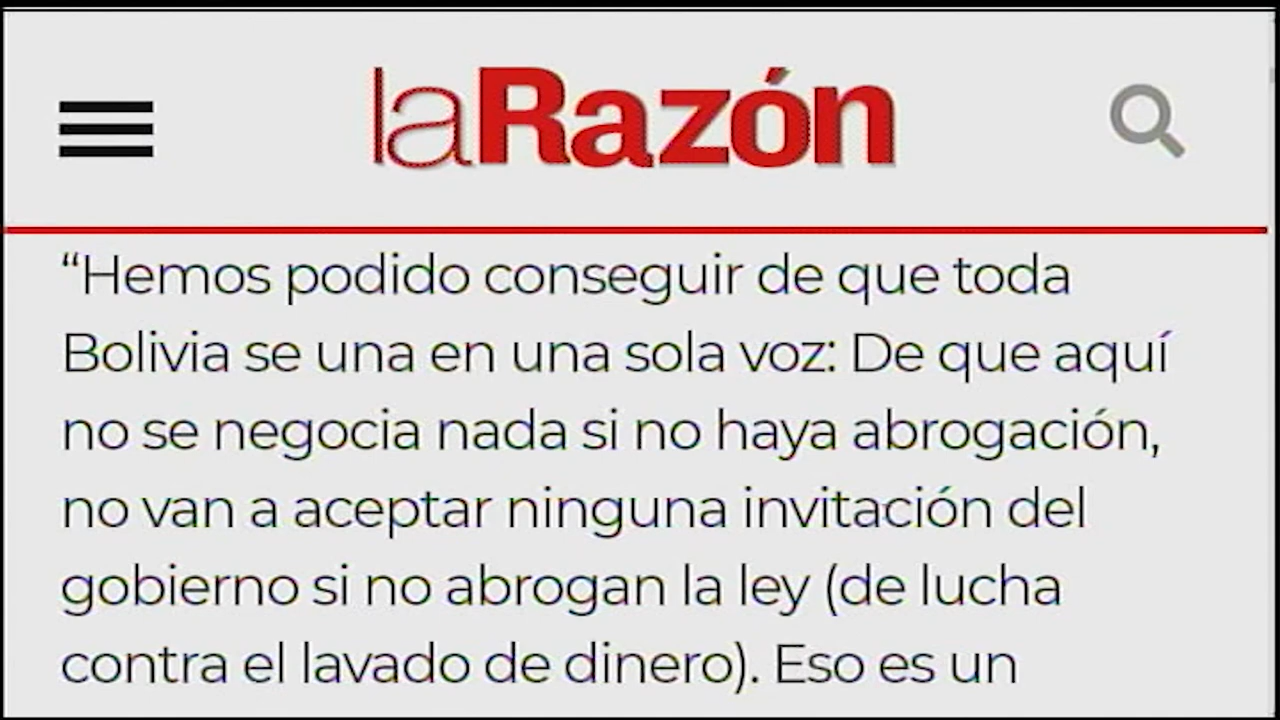 laRazón
“Hemos podido conseguir de que toda
Bolivia se una en una sola voz: De que aquí
no se negocia nada si no haya abrogación,
no van a aceptar ninguna invitación del
gobierno si no abrogan la ley (de lucha
contra el lavado de dinero). Eso es un